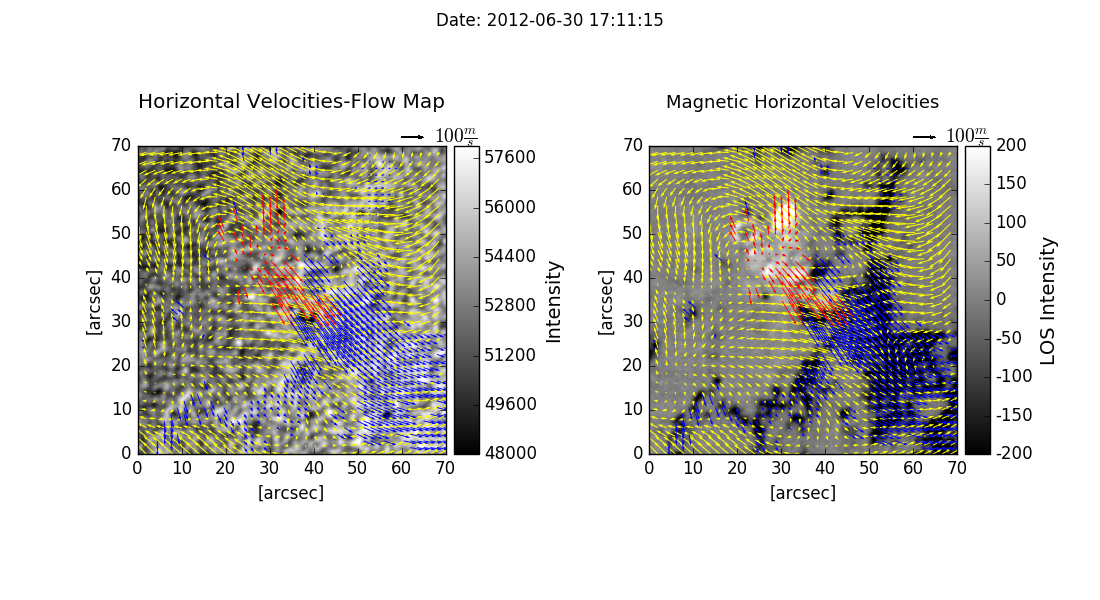 Date: 2012-06-30 17:11:15
Horizontal Velocities-Flow Map
100 m/s
70
60
50
40
30
20
10
0
0 10 20 30 40 50 60 70
[arcsec]
[arcsec]
57600
56000
54400
52800
51200
49600
48000
Intensity
Magnetic Horizontal Velocities
100 m/s
70
60
50
40
30
20
10
0
0 10 20 30 40 50 60 70
[arcsec]
[arcsec]
200
150
100
50
0
-50
-100
-150
-200
LOS Intensity